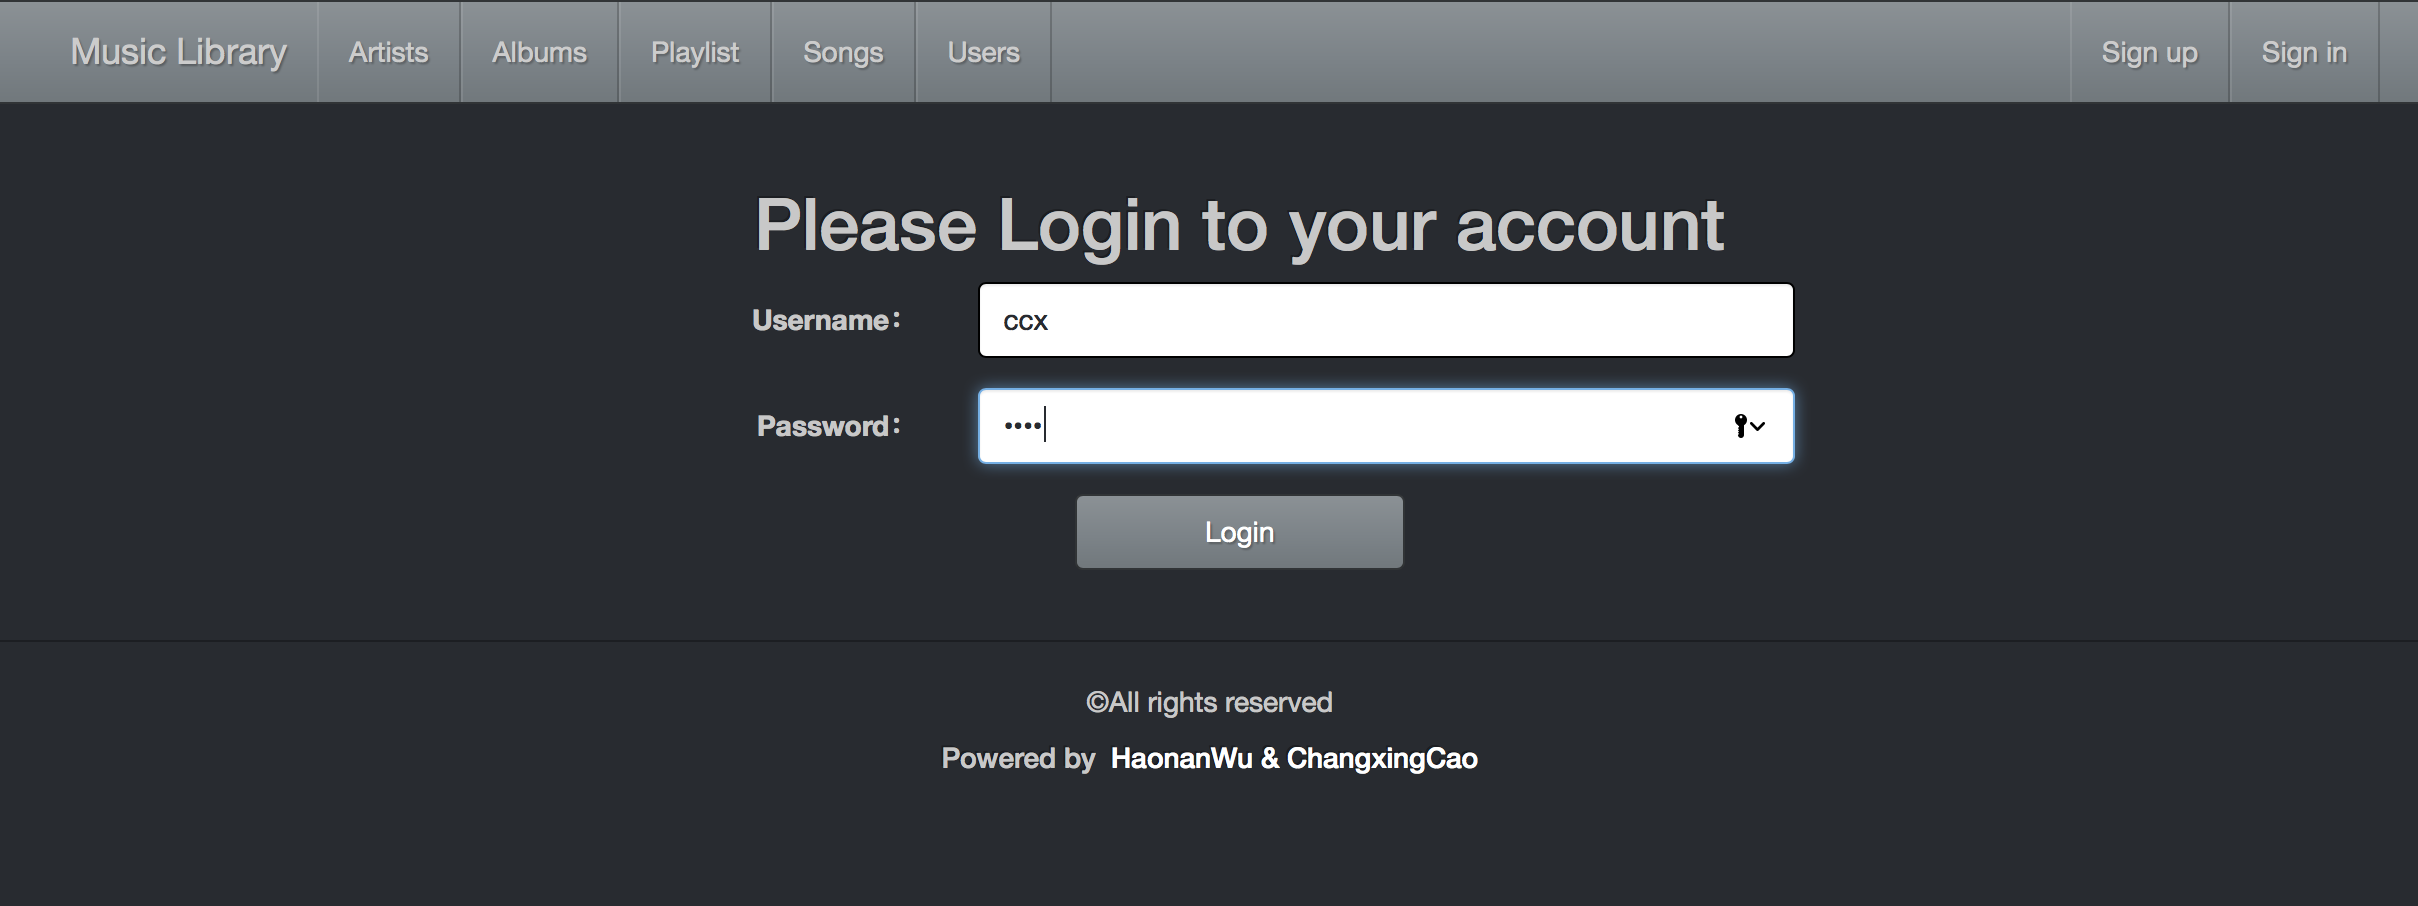 Music Library Artists Albums Playlist Songs Users Sign up Sign in
Please Login to your account
Username: ccx
Password: ••••
Login
©All rights reserved
Powered by HaonanWu & ChangxingCao